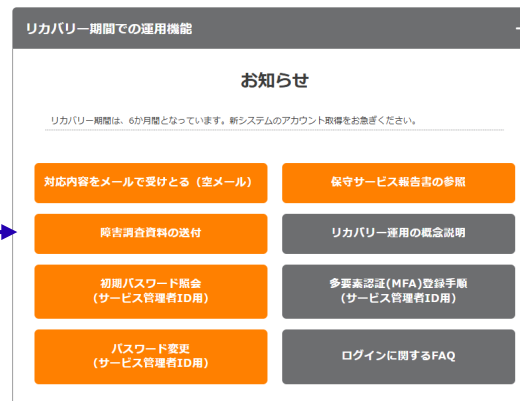 リカバリー期間での運用機能
お知らせ
リカバリー期間は、6か月間となっています。新システムのアカウント取得をお急ぎください。
対応内容をメールで受けとる（空メール）
保守サービス報告書の参照
障害調査資料の送付
リカバリー運用の概念説明
初期パスワード照会
(サービス管理者ID用)
多要素認証(MFA)登録手順
(サービス管理者ID用)
パスワード変更
(サービス管理者ID用)
ログインに関するFAQ